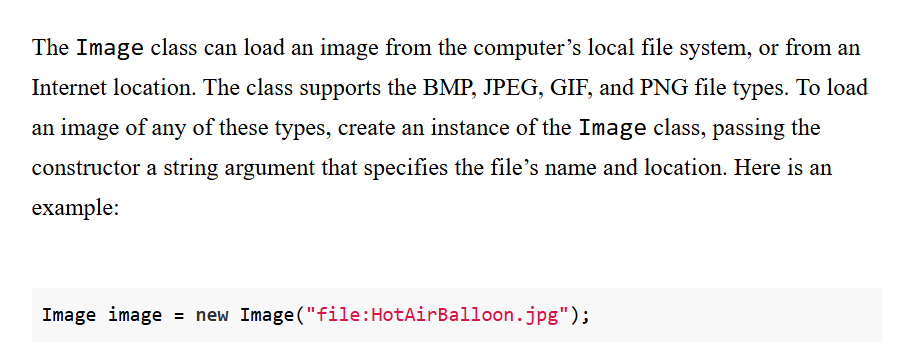 The Image class can load an image from the computer’s local file system, or from an
Internet location. The class supports the BMP, JPEG, GIF, and PNG file types. To load
an image of any of these types, create an instance of the Image class, passing the
constructor a string argument that specifies the file’s name and location. Here is an
example:
Image image = new Image("file:HotAirBalloon.jpg");